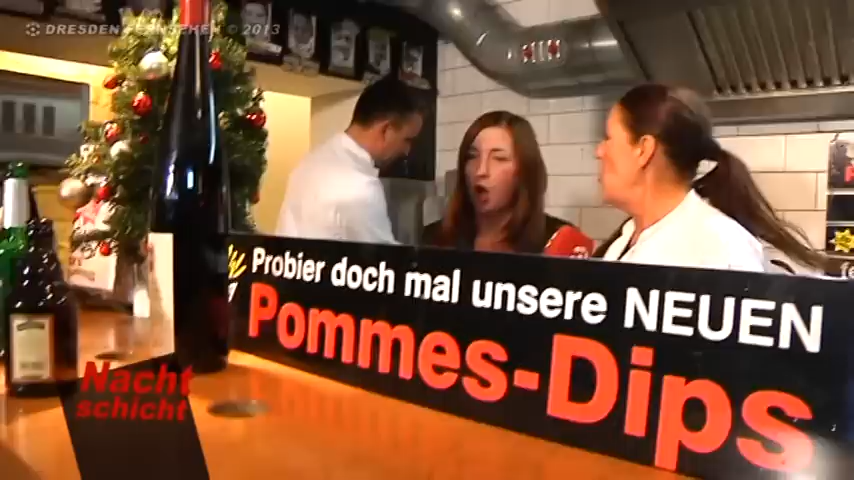 DRESDEN FERNSEHEN © 2013
Probier doch mal unsere NEUEN
Pommes-Dips
Nacht
schicht